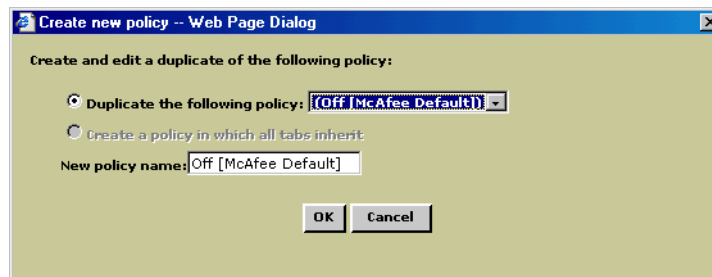 Create new policy -- Web Page Dialog
Create and edit a duplicate of the following policy:
Duplicate the following policy: (Off [McAfee Default])
Create a policy in which all tabs inherit
New policy name: Off [McAfee Default]
OK Cancel